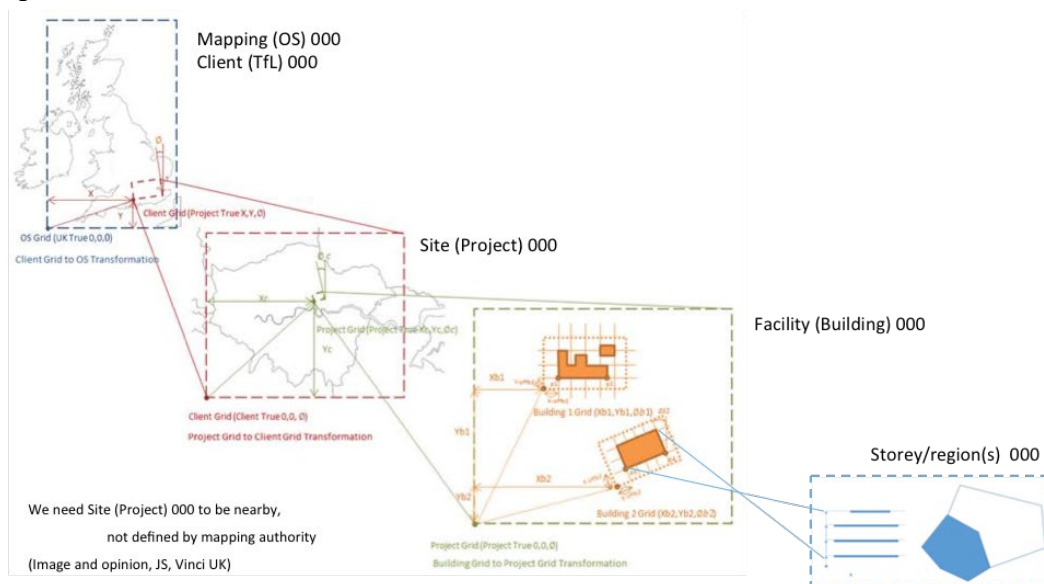 Mapping (OS) 000
Client (TfL) 000
Ø
X
Y
Client Grid (Project True X,Y,Ø)
OS Grid (UK True 0,0,0)
Client Grid to OS Transformation
Site (Project) 000
Ø,c
Xc
Project Grid (Project True Xc,Yc,Øc)
Yc
Client Grid (Client True 0,0, Ø)
Project Grid to Client Grid Transformation
Facility (Building) 000
Xb1
Yb1
Building 1 Grid (Xb1,Yb1,Øb1)
Xb2
Yb2
Building 2 Grid (Xb2,Yb2,Øb2)
Project Grid (Project True 0,0,Ø)
Building Grid to Project Grid Transformation
Storey/region(s) 000
We need Site (Project) 000 to be nearby,
not defined by mapping authority
(Image and opinion, JS, Vinci UK)